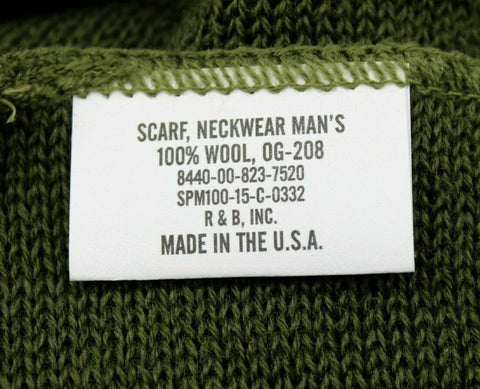 SCARF, NECKWEAR MAN'S
100% WOOL, OG-208
8440-00-823-7520
SPM100-15-C-0332
R & B, INC.
MADE IN THE U.S.A.